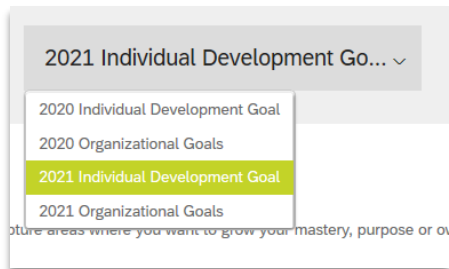 2021 Individual Development Go...
2020 Individual Development Goal
2020 Organizational Goals
2021 Individual Development Goal
2021 Organizational Goals
areas where you want to grow your mastery, purpose or